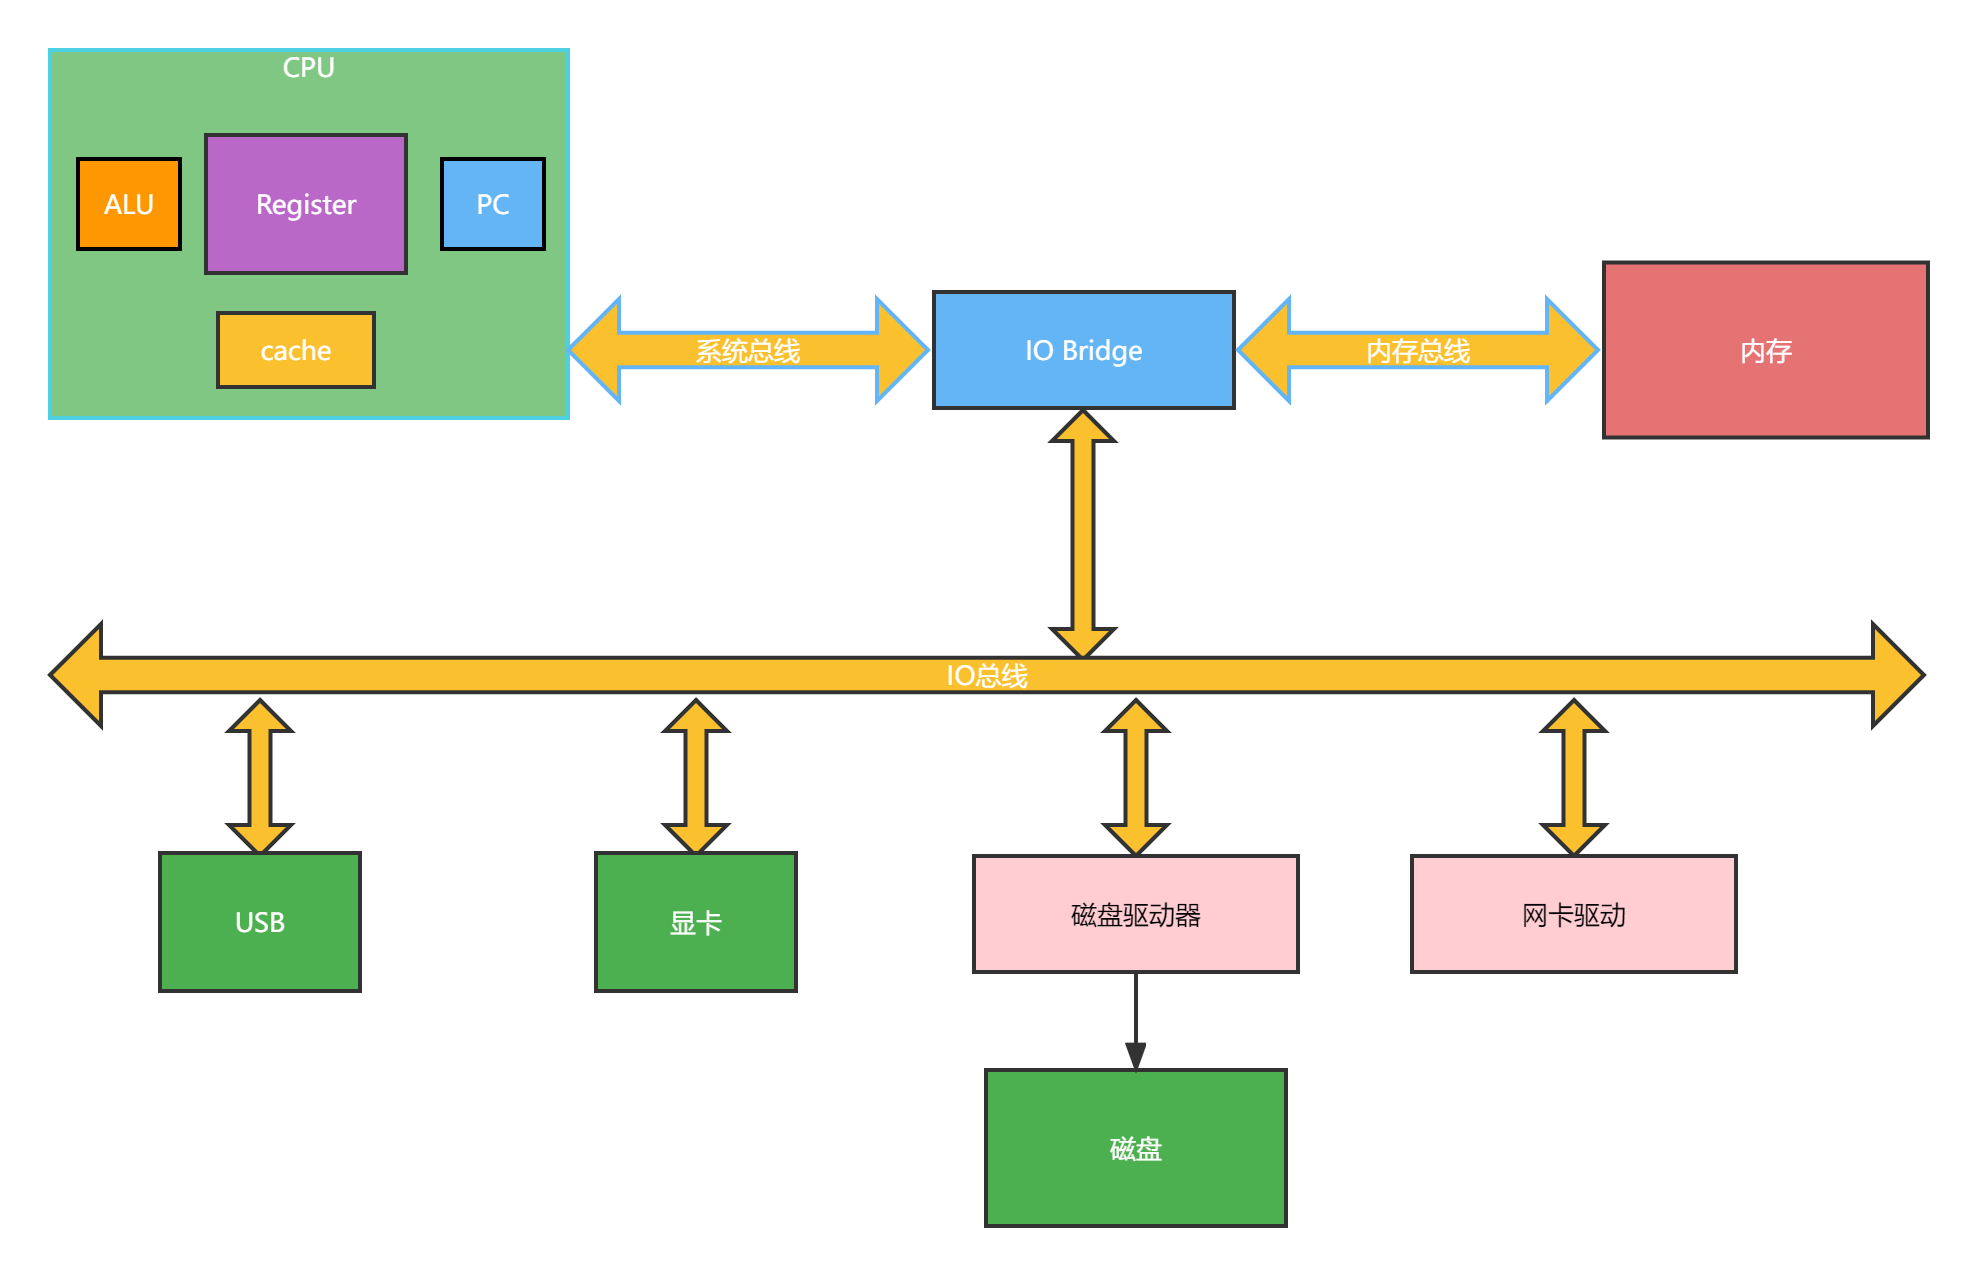 CPU
ALU
Register
PC
cache
系统总线
IO Bridge
内存总线
内存
IO总线
USB
显卡
磁盘驱动器
网卡驱动
磁盘